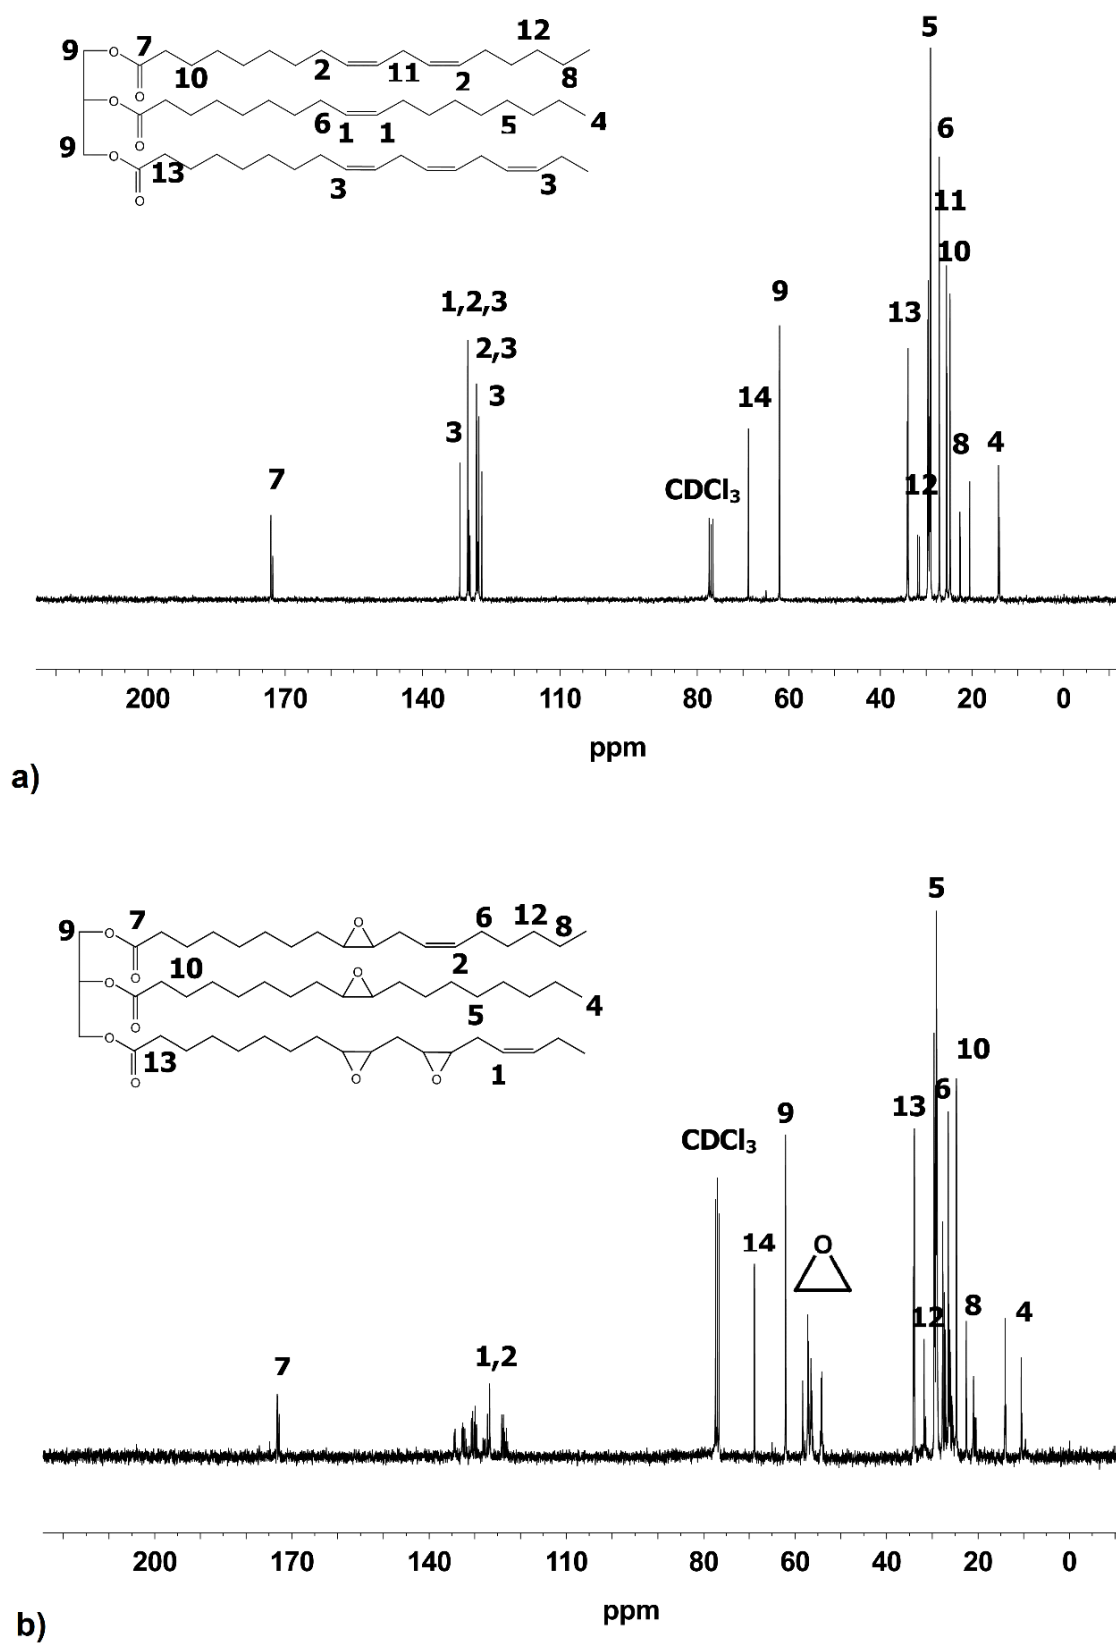 5
12
9 O 7
10 2 11 2 8
O
6
O
6 1 1 5 4
O
11
9 O
13 3 3
O
10
1,2,3 9
13
2,3
3 14
3 8 4
7 CDCl3 12
200 170 140 110 80 60 40 20 0
ppm
a)
5
7 O 6 12 8
9 O
O 10 O 2
O 4
O 5
10
O 13 1
O O O
6
13
9
CDCl3
14 O
8 4
12
7 1,2
200 170 140 110 80 60 40 20 0
ppm
b)